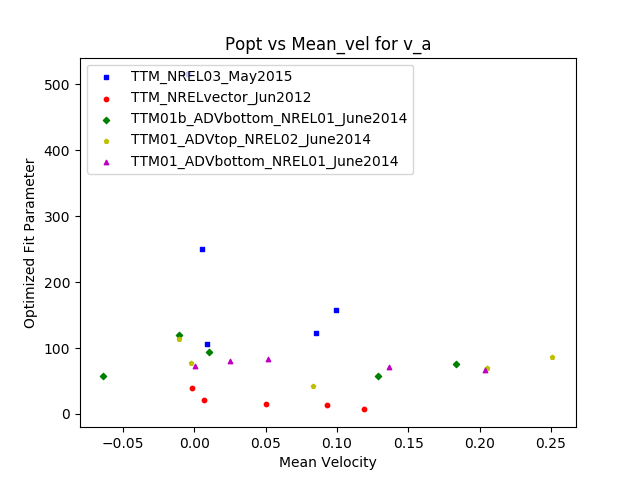 Popt vs Mean_vel for v_a
TTM_NREL03_May2015
TTM_NRELvector_Jun2012
TTM01b_ADVbottom_NREL01_June2014
TTM01_ADVtop_NREL02_June2014
TTM01_ADVbottom_NREL01_June2014
Optimized Fit Parameter
500
400
300
200
100
0
−0.05 0.00 0.05 0.10 0.15 0.20 0.25
Mean Velocity